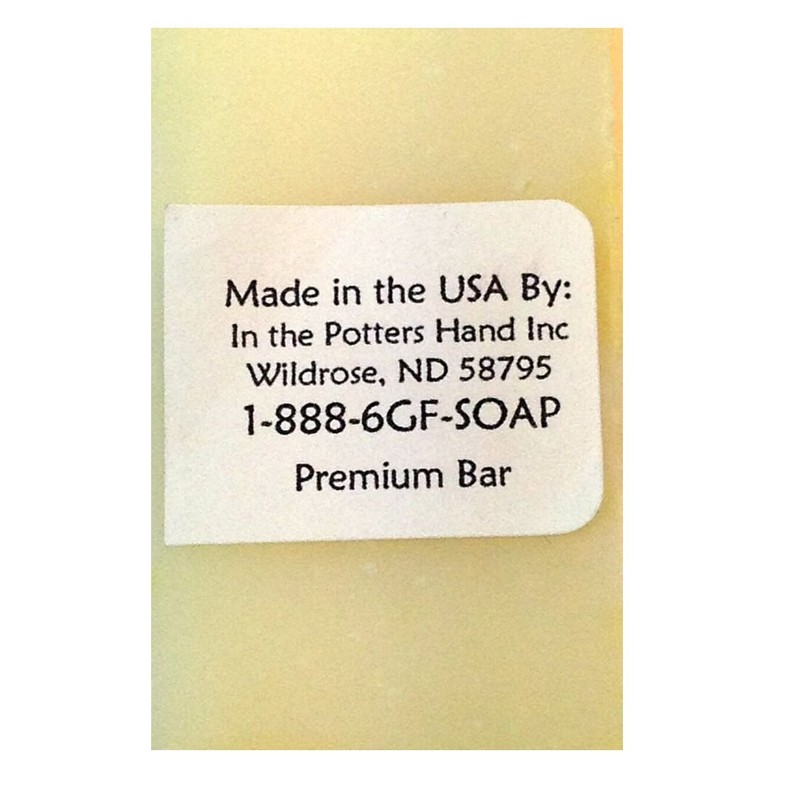 Made in the USA By:
In the Potters Hand Inc
Wildrose, ND 58795
1-888-6GF-SOAP
Premium Bar